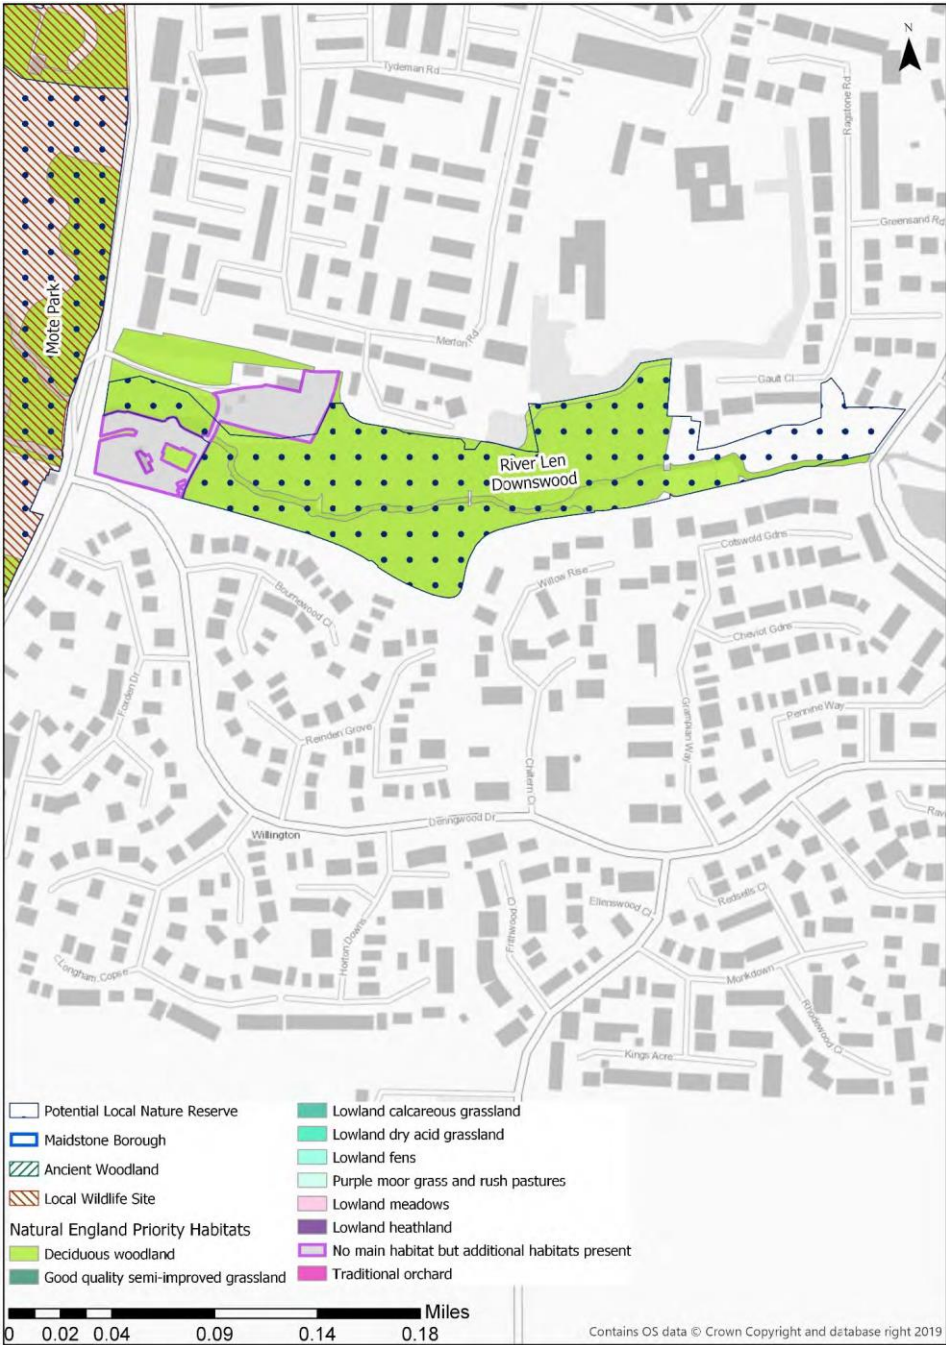 N
Tydeman Rd
Ragstone Rd
Greensand Rd
Mote Park
Merton Rd
Gault Cl
River Len
Downswood
Cotswold Gdns
Willow Rise
Bournewood Cl
Cheviot Gdns
Foxden Dr
Pennine Way
Grampian Way
Reinden Grove
Chiltern Cl
Willington
Deringwood Dr
Redsells Cl
Ellenswood Cl
Frithwood Cl
Horton Downs
Longham Copse
Monkdown
Rhodewood Cl
Kings Acre
Potential Local Nature Reserve
Maidstone Borough
Ancient Woodland
Local Wildlife Site
Natural England Priority Habitats
Deciduous woodland
Good quality semi-improved grassland
Lowland calcareous grassland
Lowland dry acid grassland
Lowland fens
Purple moor grass and rush pastures
Lowland meadows
Lowland heathland
No main habitat but additional habitats present
Traditional orchard
Miles
0 0.02 0.04 0.09 0.14 0.18
Contains OS data © Crown Copyright and database right 2019